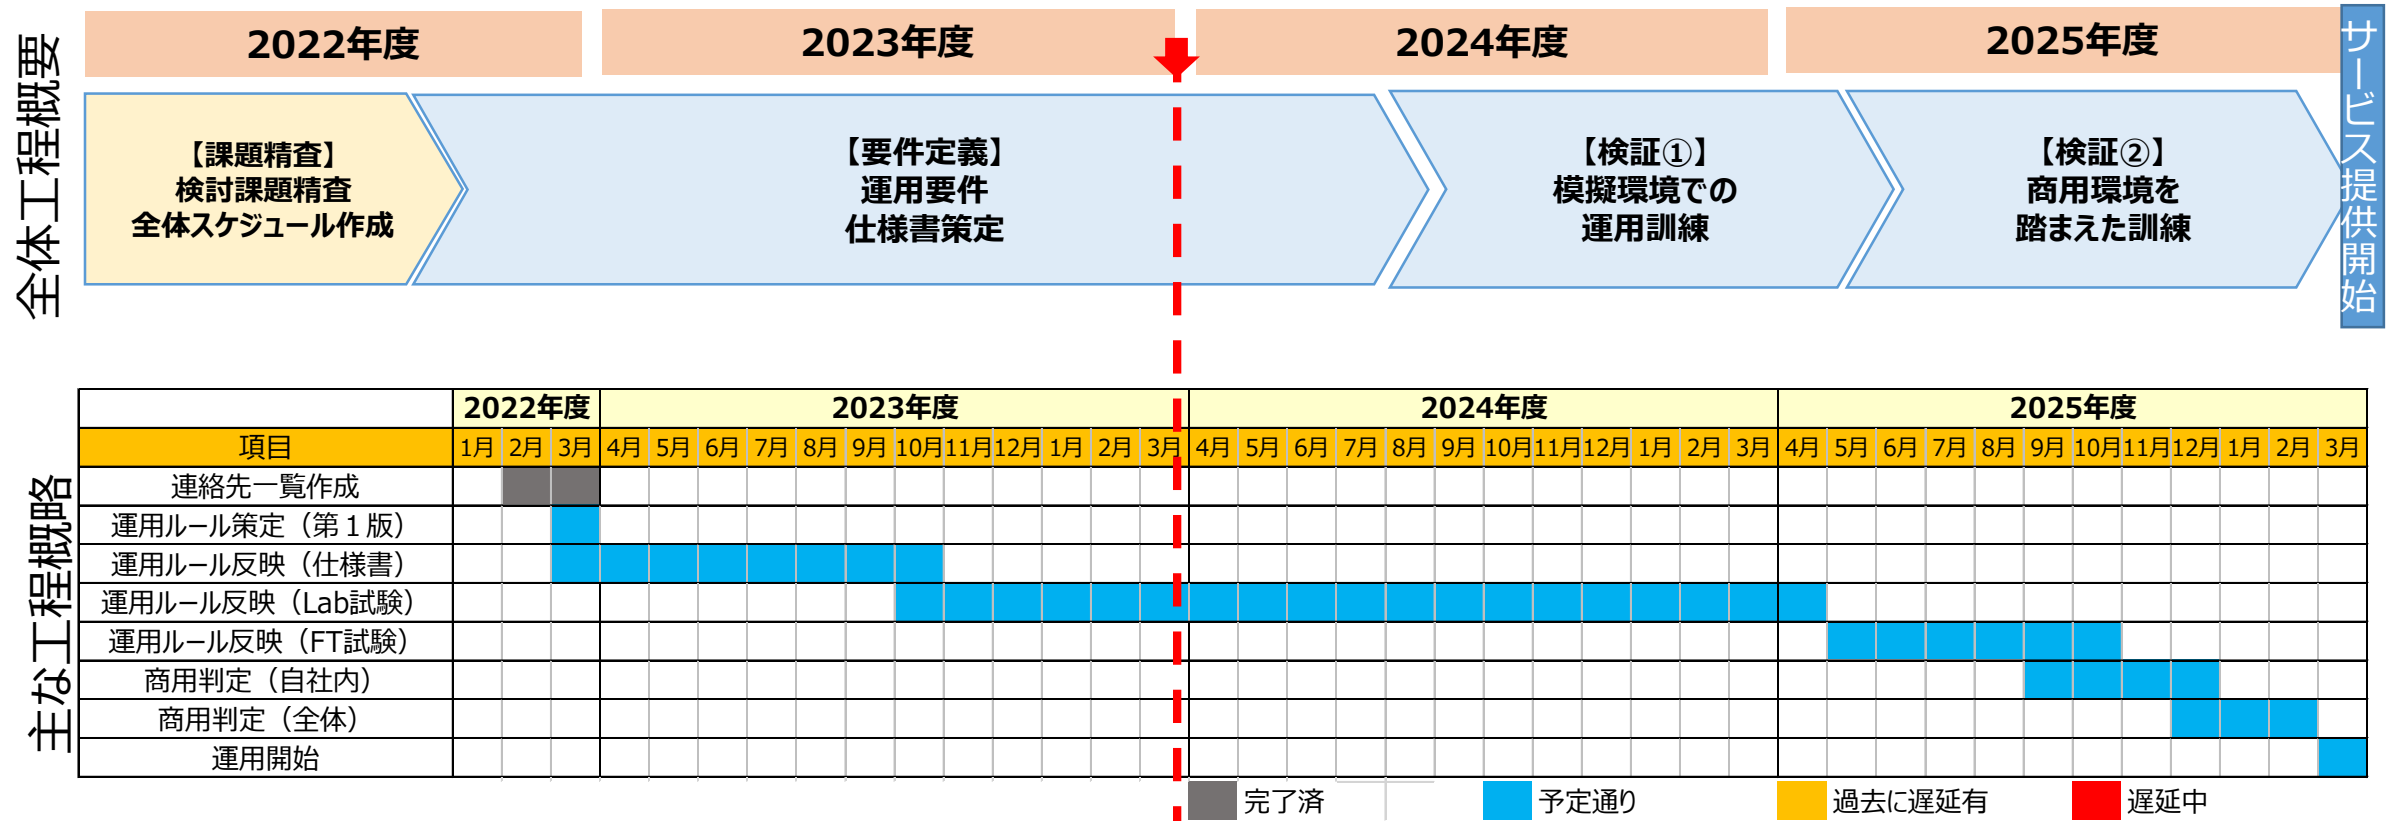 全体工程概要
2022年度
2023年度
2024年度
2025年度
サービス提供開始
【課題精査】
検討課題精査
全体スケジュール作成
【要件定義】
運用要件
仕様書策定
【検証①】
模擬環境での
運用訓練
【検証②】
商用環境を
踏まえた訓練
主な工程概略
2022年度 2023年度 2024年度 2025年度
項目 1月 2月 3月 4月 5月 6月 7月 8月 9月 10月 11月 12月 1月 2月 3月 4月 5月 6月 7月 8月 9月 10月 11月 12月 1月 2月 3月 4月 5月 6月 7月 8月 9月 10月 11月 12月 1月 2月 3月
連絡先一覧作成
運用ルール策定（第１版）
運用ルール反映（仕様書）
運用ルール反映（Lab試験）
運用ルール反映（FT試験）
商用判定（自社内）
商用判定（全体）
運用開始
完了済 予定通り 過去に遅延有 遅延中